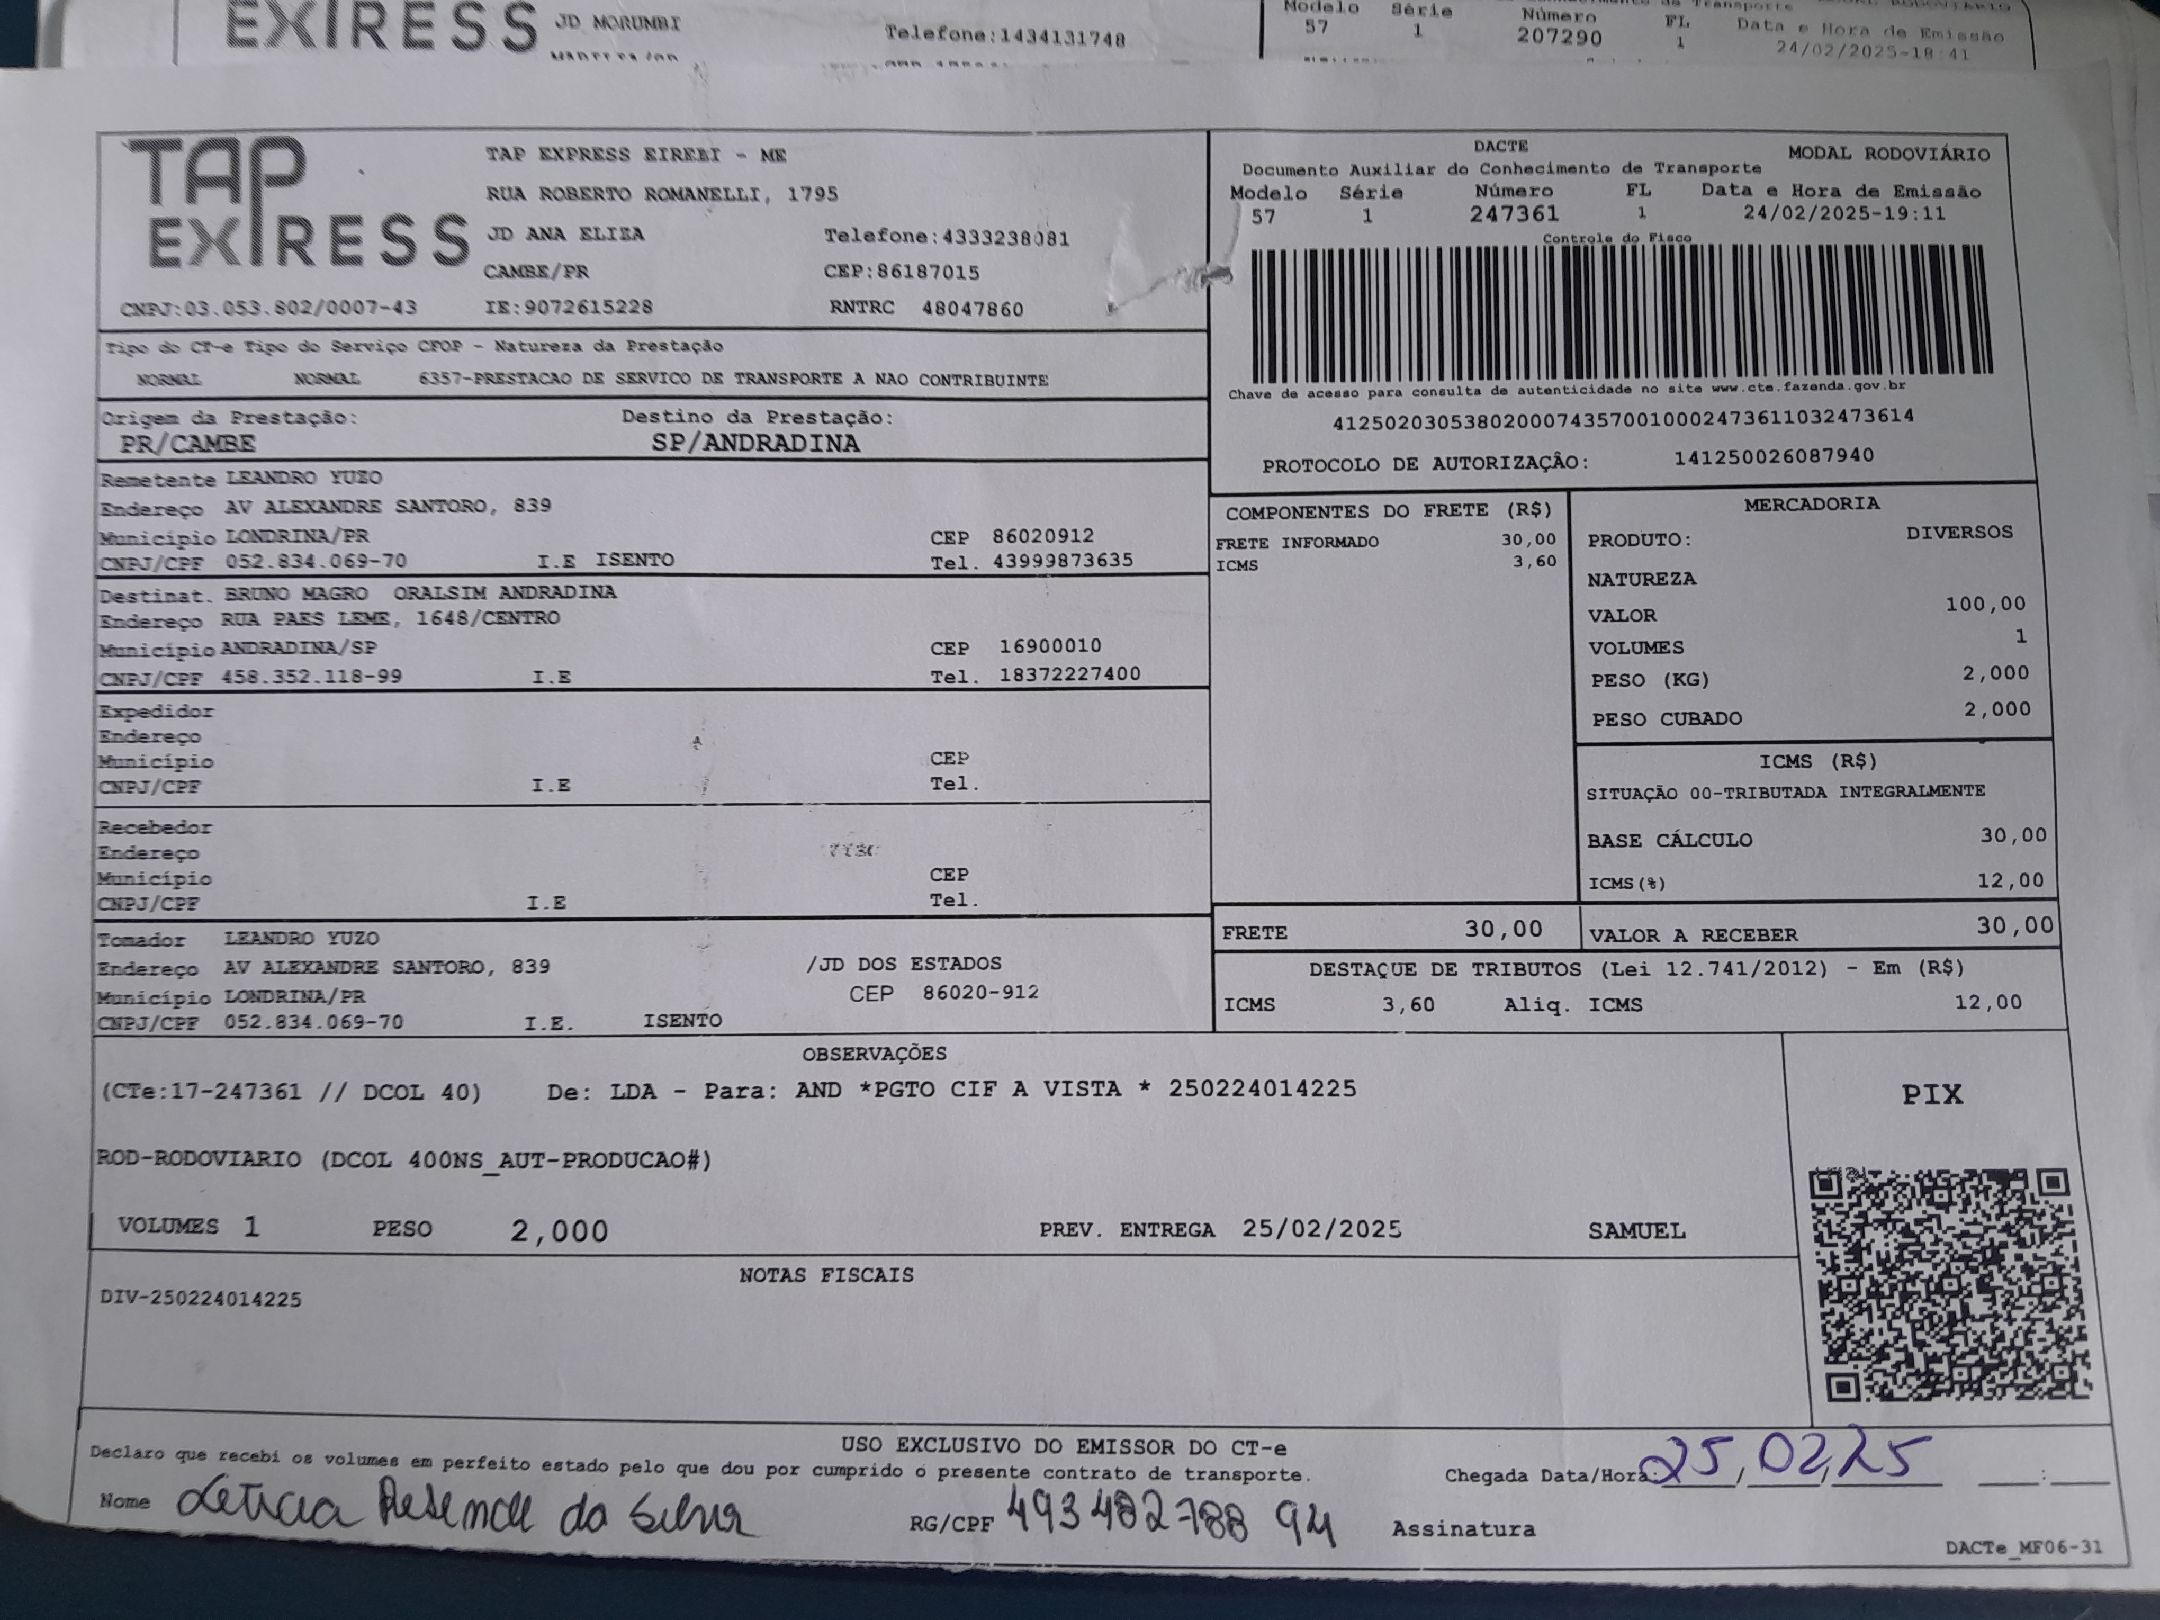 EXPRESS JD MORUMBI Telefone:1434131748
Modelo Série Número FL Data e Hora de Emissão
57 1 207290 1 24/02/2025-18:41
TAP EXPRESS
TAP EXPRESS EIRELI - ME
RUA ROBERTO ROMANELLI, 1795
JD ANA ELIZA Telefone:4333238081
CAMBE/PR CEP:86187015
CNPJ:03.053.802/0007-43 IE:9072615228 RNTRC 48047860
DACTE
MODAL RODOVIÁRIO
Documento Auxiliar do Conhecimento de Transporte
Modelo Série Número FL Data e Hora de Emissão
57 1 247361 1 24/02/2025-19:11
Controle do Fisco
Chave de acesso para consulta de autenticidade no site www.cte.fazenda.gov.br
41250203053802000743570010002473611032473614
PROTOCOLO DE AUTORIZAÇÃO: 141250026087940
Tipo do CT-e Tipo do Serviço CFOP - Natureza da Prestação
NORMAL NORMAL 6357-PRESTACAO DE SERVICO DE TRANSPORTE A NAO CONTRIBUINTE
Origem da Prestação: Destino da Prestação:
PR/CAMBE SP/ANDRADINA
Remetente LEANDRO YUZO
Endereço AV ALEXANDRE SANTORO, 839
Município LONDRINA/PR CEP 86020912
CNPJ/CPF 052.834.069-70 I.E ISENTO Tel. 43999873635
Destinat. BRUNO MAGRO ORALSIM ANDRADINA
Endereço RUA PAES LEME, 1648/CENTRO
Município ANDRADINA/SP CEP 16900010
CNPJ/CPF 458.352.118-99 I.E Tel. 18372227400
Expedidor
Endereço
Município CEP
CNPJ/CPF I.E Tel.
Recebedor
Endereço
Município CEP
CNPJ/CPF I.E Tel.
Tomador LEANDRO YUZO
Endereço AV ALEXANDRE SANTORO, 839 /JD DOS ESTADOS
Município LONDRINA/PR CEP 86020-912
CNPJ/CPF 052.834.069-70 I.E. ISENTO
COMPONENTES DO FRETE (R$)
FRETE INFORMADO 30,00
ICMS 3,60
MERCADORIA
PRODUTO: DIVERSOS
NATUREZA
VALOR 100,00
VOLUMES 1
PESO (KG) 2,000
PESO CUBADO 2,000
ICMS (R$)
SITUAÇÃO 00-TRIBUTADA INTEGRALMENTE
BASE CÁLCULO 30,00
ICMS(%) 12,00
FRETE 30,00 VALOR A RECEBER 30,00
DESTAQUE DE TRIBUTOS (Lei 12.741/2012) - Em (R$)
ICMS 3,60 Aliq. ICMS 12,00
OBSERVAÇÕES
(CTe:17-247361 // DCOL 40) De: LDA - Para: AND *PGTO CIF A VISTA * 250224014225
ROD-RODOVIARIO (DCOL 400NS_AUT-PRODUCAO#)
VOLUMES 1 PESO 2,000 PREV. ENTREGA 25/02/2025 SAMUEL
PIX
NOTAS FISCAIS
DIV-250224014225
USO EXCLUSIVO DO EMISSOR DO CT-e
Declaro que recebi os volumes em perfeito estado pelo que dou por cumprido o presente contrato de transporte.
Chegada Data/Hora: 25/02/25 __:__
Nome Leticia Resende da Silva RG/CPF 493 482 788 94 Assinatura
DACTe_MF06-31